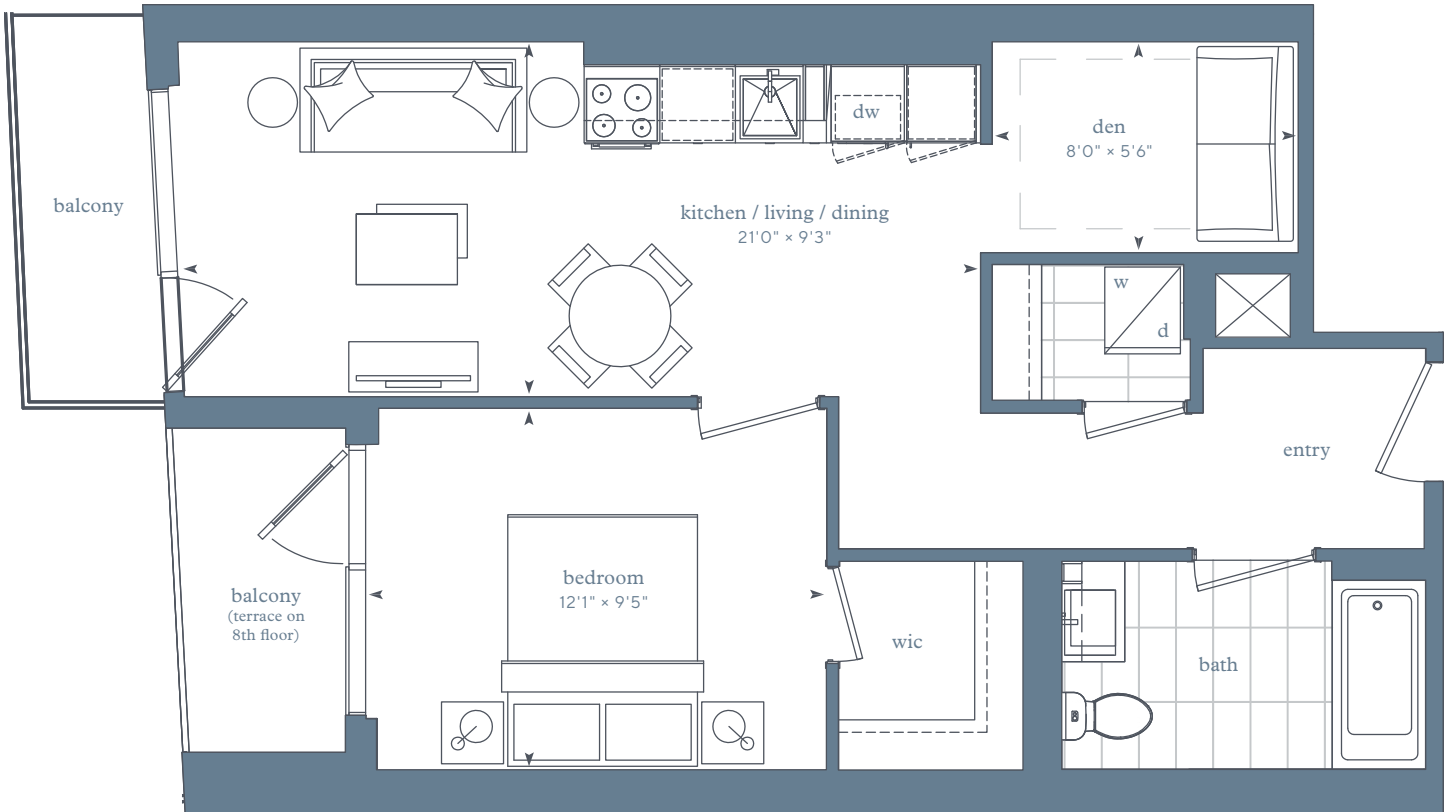 balcony
kitchen / living / dining
21'0" × 9'3"
dw
den
8'0" × 5'6"
w
d
entry
balcony
(terrace on
8th floor)
bedroom
12'1" × 9'5"
wic
bath